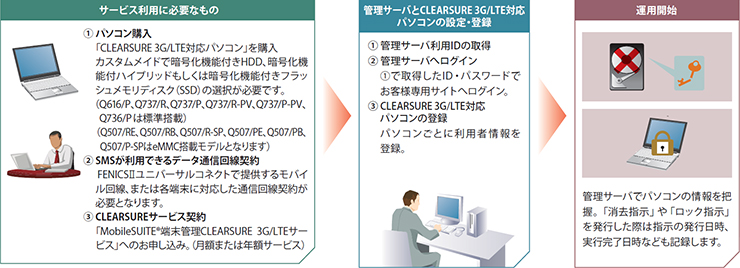 サービス利用に必要なもの
① パソコン購入
「CLEARSURE 3G/LTE対応パソコン」を購入
カスタムメイドで暗号化機能付きHDD、暗号化機
能付ハイブリッドもしくは暗号化機能付きフラッ
シュメモリディスク（SSD）の選択が必要です。
（Q616/P、Q737/R、Q737/P、Q737/R-PV、Q737/P-PV、
Q736/Pは標準搭載）
（Q507/RE、Q507/RB、Q507/R-SP、Q507/PE、Q507/PB、
Q507/P-SPはeMMC搭載モデルとなります）
② SMSが利用できるデータ通信回線契約
FENICSⅡユニバーサルコネクトで提供するモバイ
ル回線、または各端末に対応した通信回線契約が
必要となります。
③ CLEARSUREサービス契約
「MobileSUITE®端末管理CLEARSURE 3G/LTEサー
ビス」へのお申し込み。（月額または年額サービス）
管理サーバとCLEARSURE 3G/LTE対応
パソコンの設定・登録
① 管理サーバ利用IDの取得
② 管理サーバへログイン
①で取得したID・パスワードで
お客様専用サイトへログイン。
③ CLEARSURE 3G/LTE対応
パソコンの登録
パソコンごとに利用者情報を
登録。
運用開始
管理サーバでパソコンの情報を把
握。「消去指示」や「ロック指示」
を発行した際は指示の発行日時、
実行完了日時なども記録します。